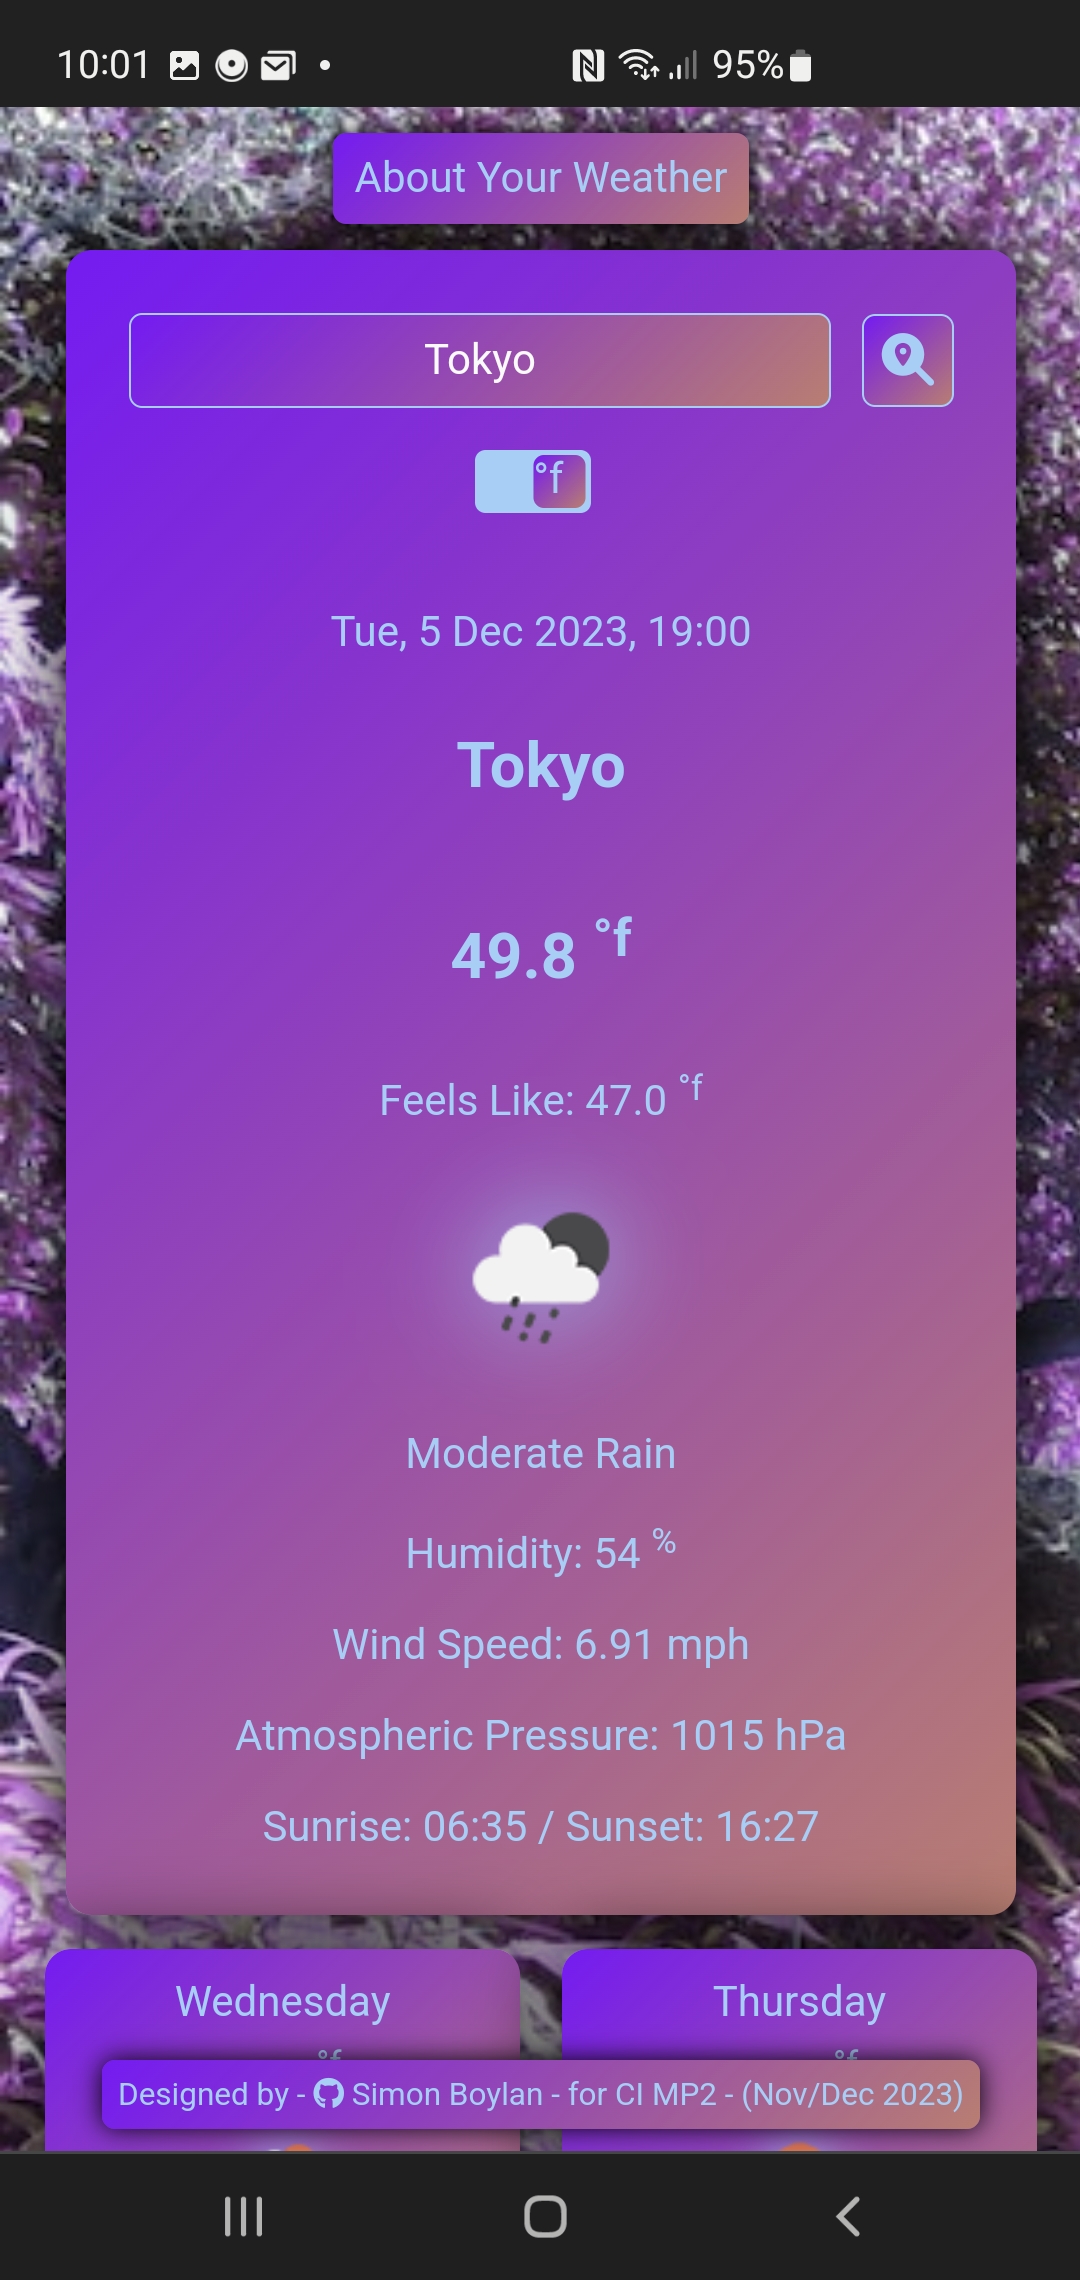 10:01 95%
About Your Weather
Tokyo
°f
Tue, 5 Dec 2023, 19:00
Tokyo
49.8 °f
Feels Like: 47.0 °f
Moderate Rain
Humidity: 54 %
Wind Speed: 6.91 mph
Atmospheric Pressure: 1015 hPa
Sunrise: 06:35 / Sunset: 16:27
Wednesday Thursday
°f °f
Designed by - Simon Boylan - for CI MP2 - (Nov/Dec 2023)